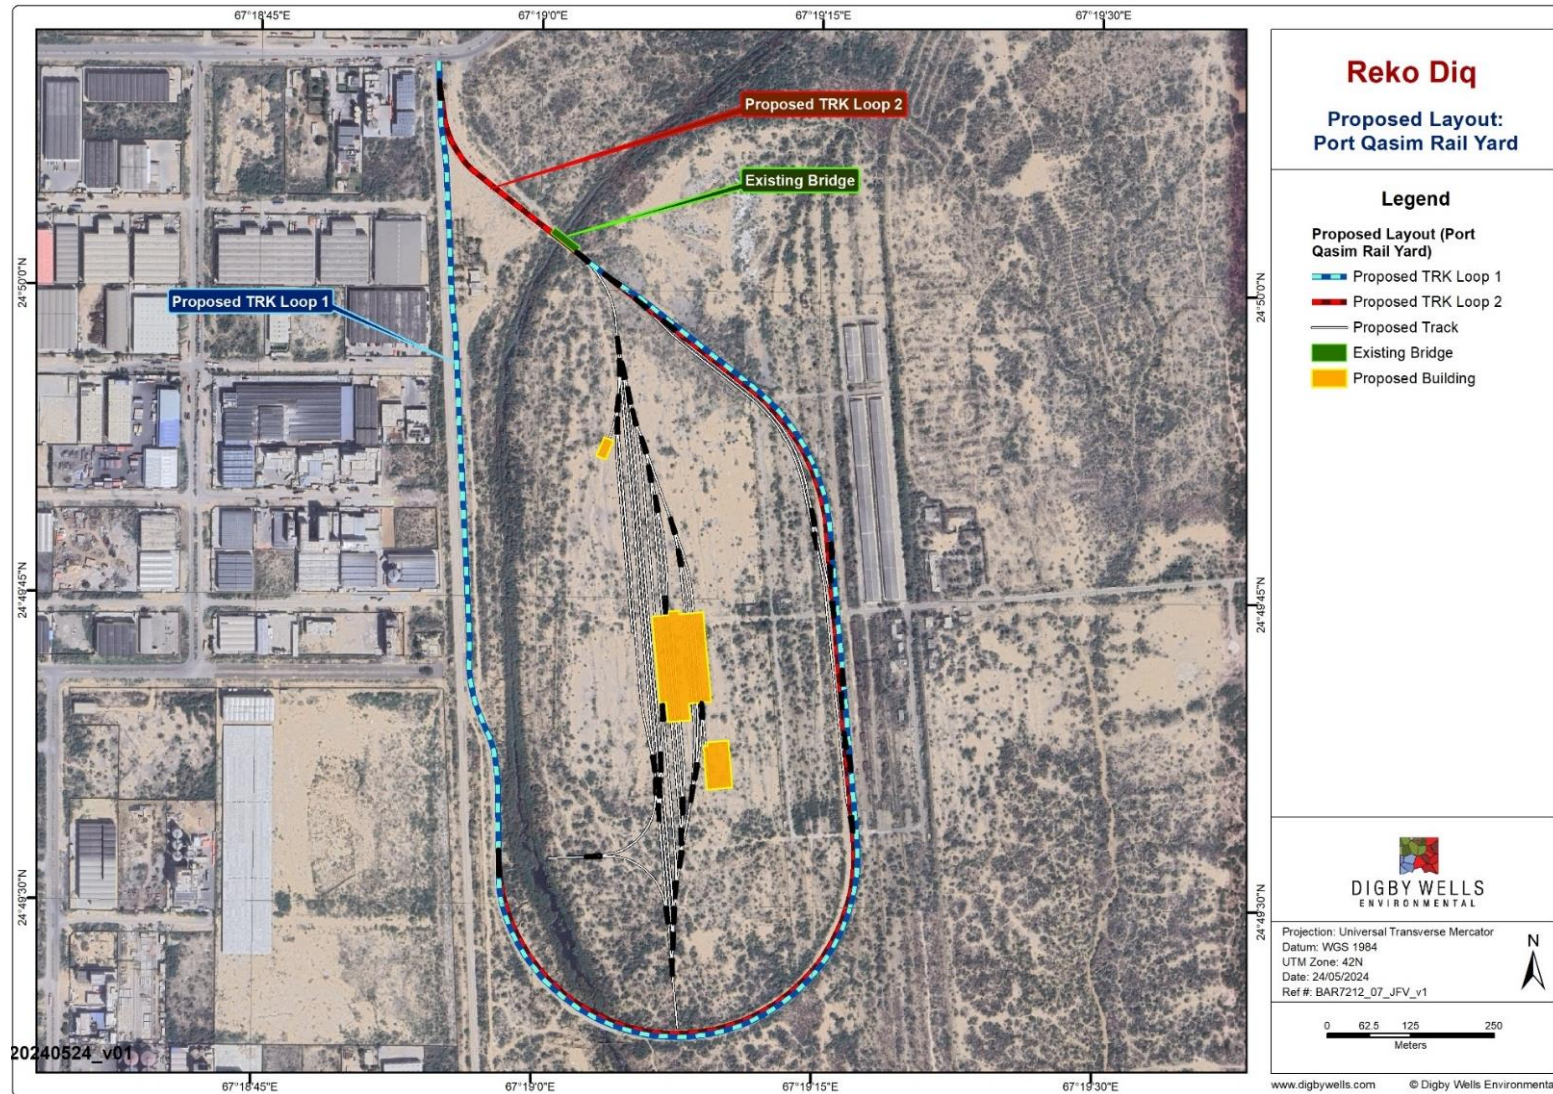 67°18'45"E
67°19'0"E
67°19'15"E
67°19'30"E
24°50'0"N
24°49'45"N
24°49'30"N
Proposed TRK Loop 2
Existing Bridge
Proposed TRK Loop 1
24°50'0"N
24°49'45"N
24°49'30"N
20240524_v01
67°18'45"E
67°19'0"E
67°19'15"E
67°19'30"E
Reko Diq
Proposed Layout:
Port Qasim Rail Yard
Legend
Proposed Layout (Port
Qasim Rail Yard)
Proposed TRK Loop 1
Proposed TRK Loop 2
Proposed Track
Existing Bridge
Proposed Building
DIGBY WELLS
ENVIRONMENTAL
Projection: Universal Transverse Mercator
Datum: WGS 1984
UTM Zone: 42N
Date: 24/05/2024
Ref #: BAR7212_07_JFV_v1
N
0 62.5 125 250
Meters
www.digbywells.com © Digby Wells Environmenta